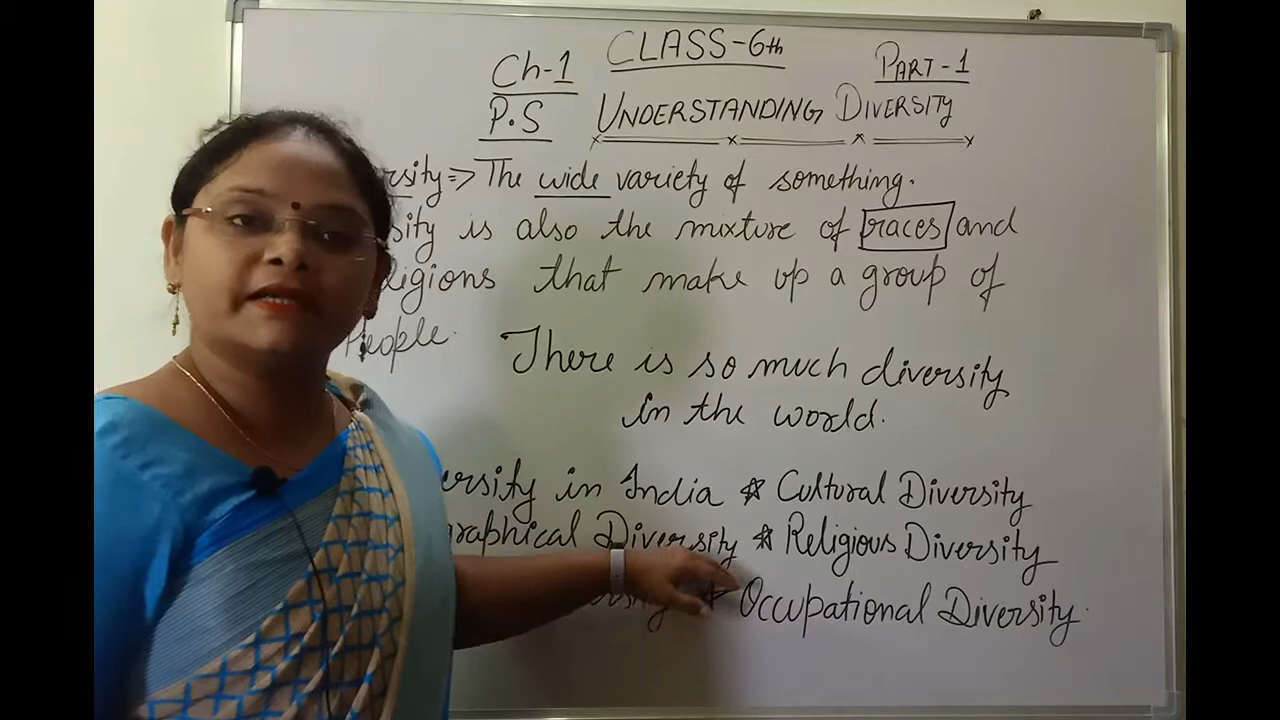 CLASS-6th
Ch-1 PART-1
P.S UNDERSTANDING DIVERSITY
rsity => The wide variety of something.
sity is also the mixture of races and
ligions that make up a group of
People.
There is so much diversity
in the world.
ersity in India ☆ Cultural Diversity
graphical Diversity ☆ Religious Diversity
rsity ☆ Occupational Diversity.